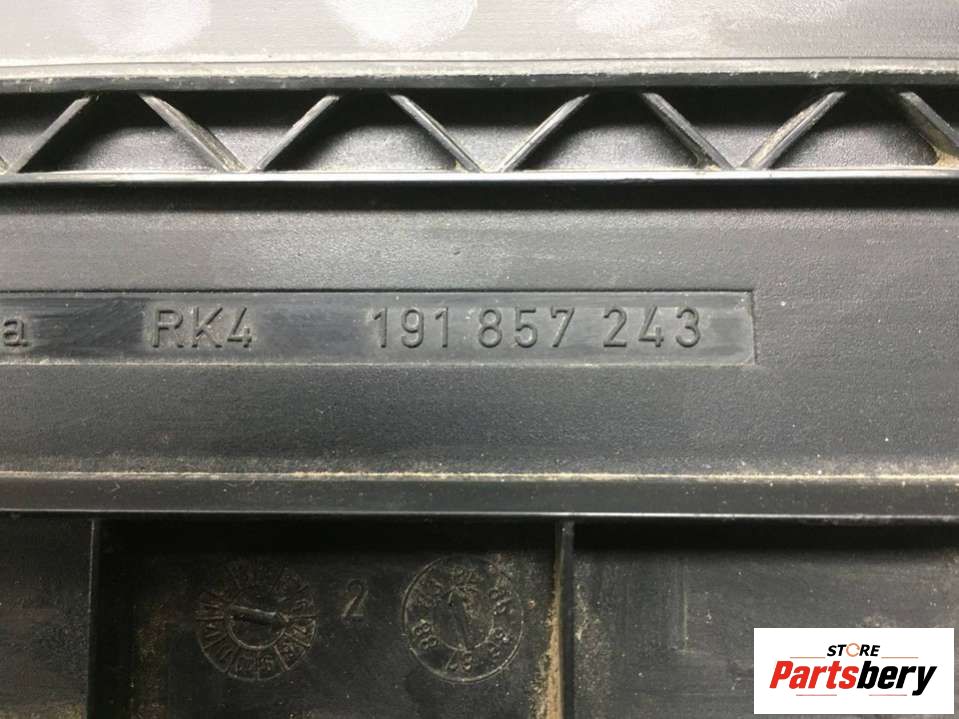 a RK4 191 857 243
2
STORE
Partsbery